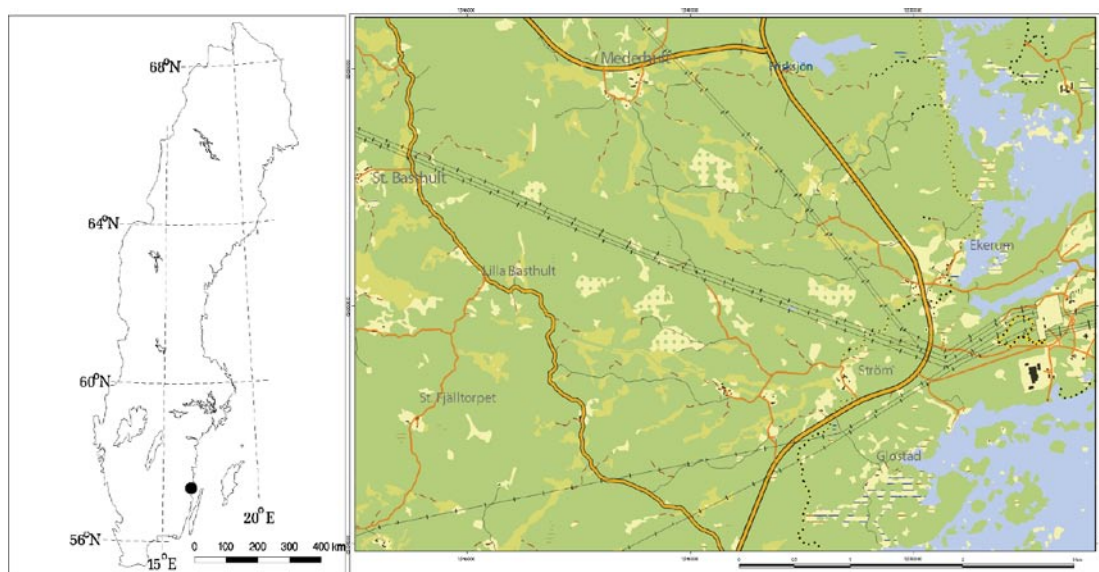 68°N
64°N
60°N
56°N
15°E
20°E
0 100 200 300 400 km
Mederhult
St. Basthult
Lilla Basthult
Ekerum
St. Fjälltorpet
Ström
Glostad